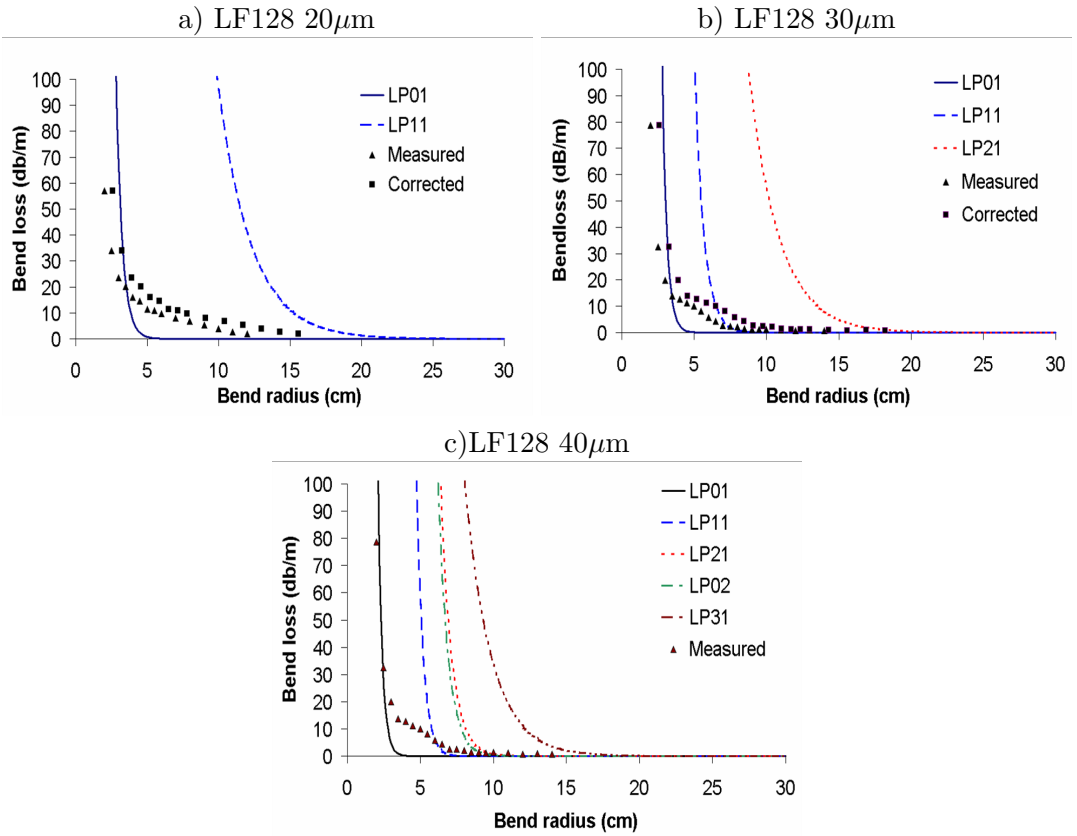 a) LF128 20μm
100
90
80
70
60
50
40
30
20
10
0
Bend loss (db/m)
LP01
LP11
Measured
Corrected
0 5 10 15 20 25 30
Bend radius (cm)
b) LF128 30μm
100
90
80
70
60
50
40
30
20
10
0
Bendloss (dB/m)
LP01
LP11
LP21
Measured
Corrected
0 5 10 15 20 25 30
Bend radius (cm)
c)LF128 40μm
100
90
80
70
60
50
40
30
20
10
0
Bend loss (db/m)
LP01
LP11
LP21
LP02
LP31
Measured
0 5 10 15 20 25 30
Bend radius (cm)